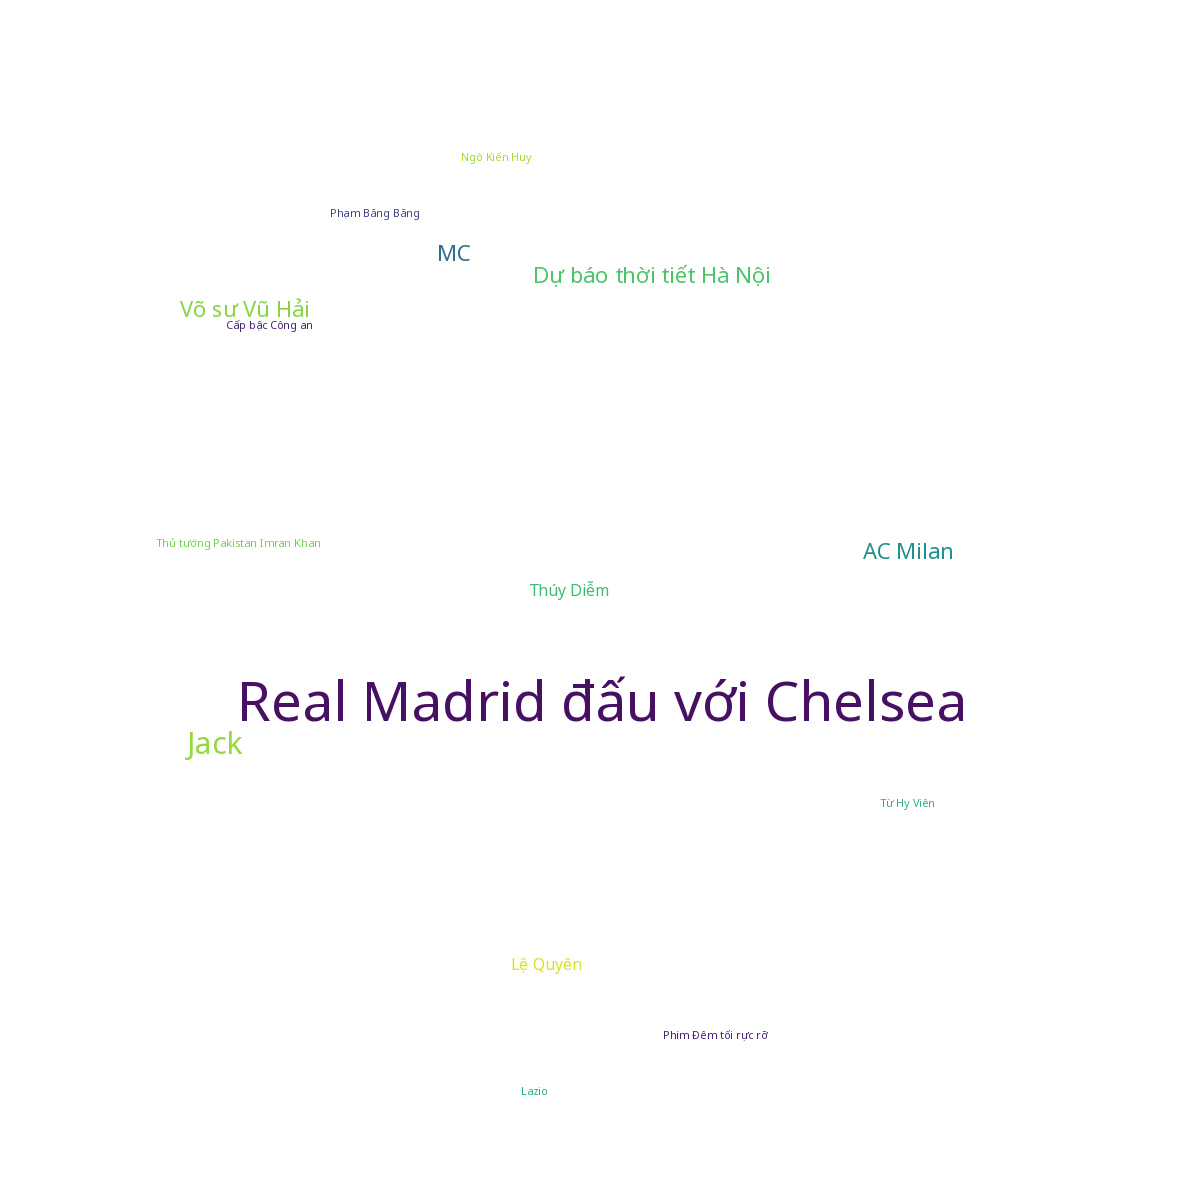 Ngô Kiến Huy
Phạm Băng Băng
MC
Dự báo thời tiết Hà Nội
Võ sư Vũ Hải
Cấp bậc Công an
Thủ tướng Pakistan Imran Khan
AC Milan
Thúy Diễm
Real Madrid đấu với Chelsea
Jack
Từ Hy Viên
Lệ Quyên
Phim Đêm tối rực rỡ
Lazio